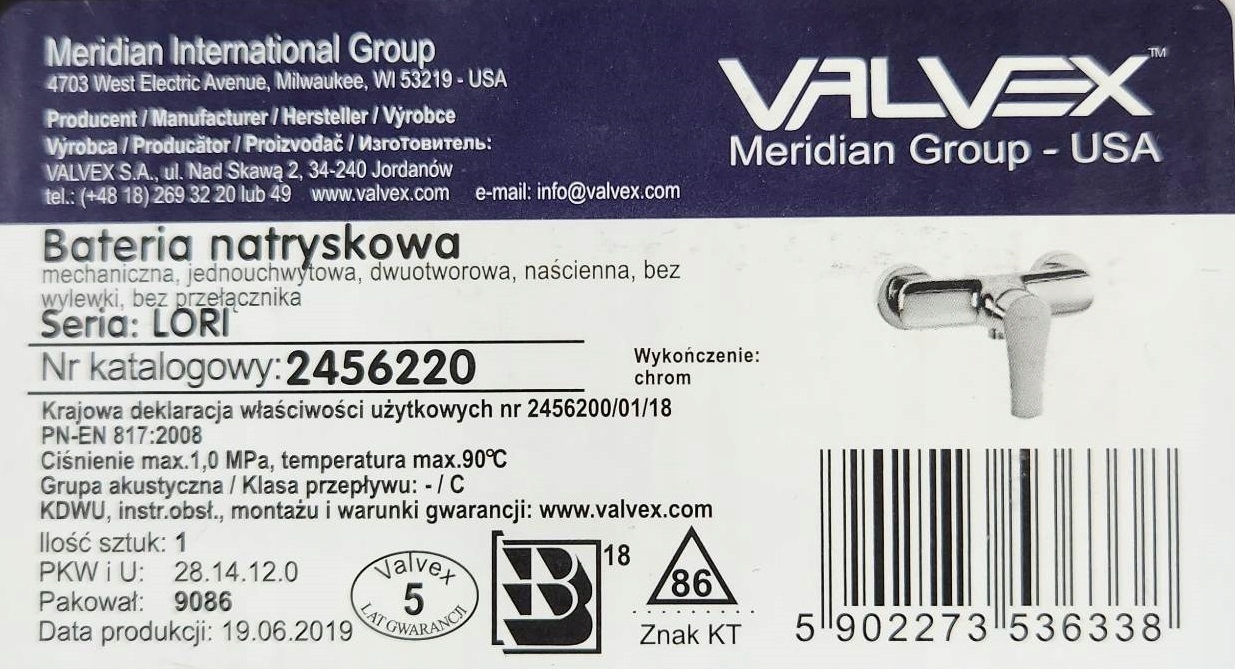 Meridian International Group
4703 West Electric Avenue, Milwaukee, WI 53219 - USA
Producent / Manufacturer / Hersteller / Výrobce
Výrobca / Producător / Proizvođač / Изготовитель:
VALVEX S.A., ul. Nad Skawą 2, 34-240 Jordanów
tel.: (+48 18) 269 32 20 lub 49 www.valvex.com e-mail: info@valvex.com
VALVEX™
Meridian Group - USA
Bateria natryskowa
mechaniczna, jednouchwytowa, dwuotworowa, naścienna, bez
wylewki, bez przełącznika
Seria: LORI
Nr katalogowy: 2456220
Wykończenie:
chrom
Krajowa deklaracja właściwości użytkowych nr 2456200/01/18
PN-EN 817:2008
Ciśnienie max.1,0 MPa, temperatura max.90°C
Grupa akustyczna / Klasa przepływu: - / C
KDWU, instr.obsł., montażu i warunki gwarancji: www.valvex.com
Ilość sztuk: 1
PKW i U: 28.14.12.0
Pakował: 9086
Data produkcji: 19.06.2019
Valvex
5
LAT GWARANCJI
B
18
86
Znak KT
5 902273 536338